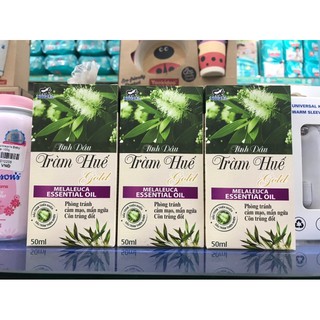 Tinh Dầu
Tràm Huế
Gold
MELALEUCA
ESSENTIAL OIL
Phòng tránh
cảm mạo, mẩn ngứa
Côn trùng đốt
50ml
Tinh Dầu
Tràm Huế
Gold
MELALEUCA
ESSENTIAL OIL
Phòng tránh
cảm mạo, mẩn ngứa
Côn trùng đốt
50ml
Tinh Dầu
Tràm Huế
Gold
MELALEUCA
ESSENTIAL OIL
Phòng tránh
cảm mạo, mẩn ngứa
Côn trùng đốt
50ml
VND